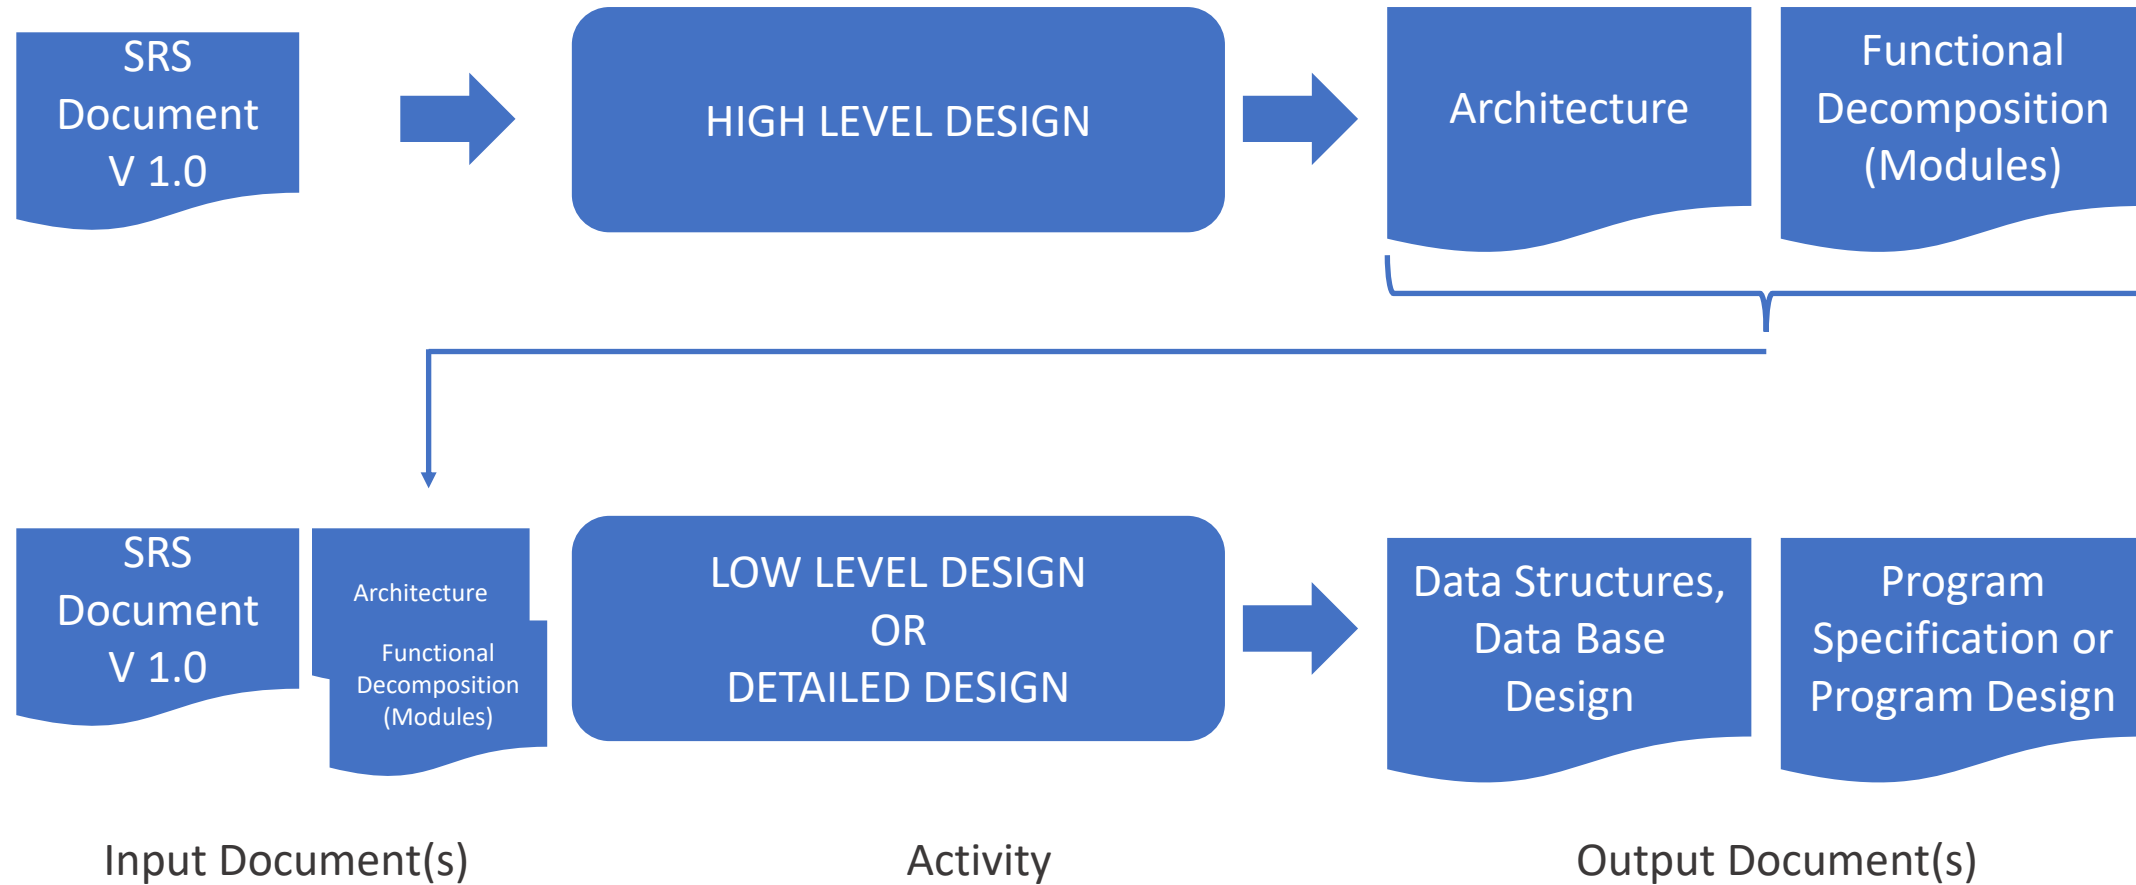 SRS
Document
V 1.0
HIGH LEVEL DESIGN
Architecture
Functional
Decomposition
(Modules)
SRS
Document
V 1.0
Architecture
Functional
Decomposition
(Modules)
LOW LEVEL DESIGN
OR
DETAILED DESIGN
Data Structures,
Data Base
Design
Program
Specification or
Program Design
Input Document(s)
Activity
Output Document(s)